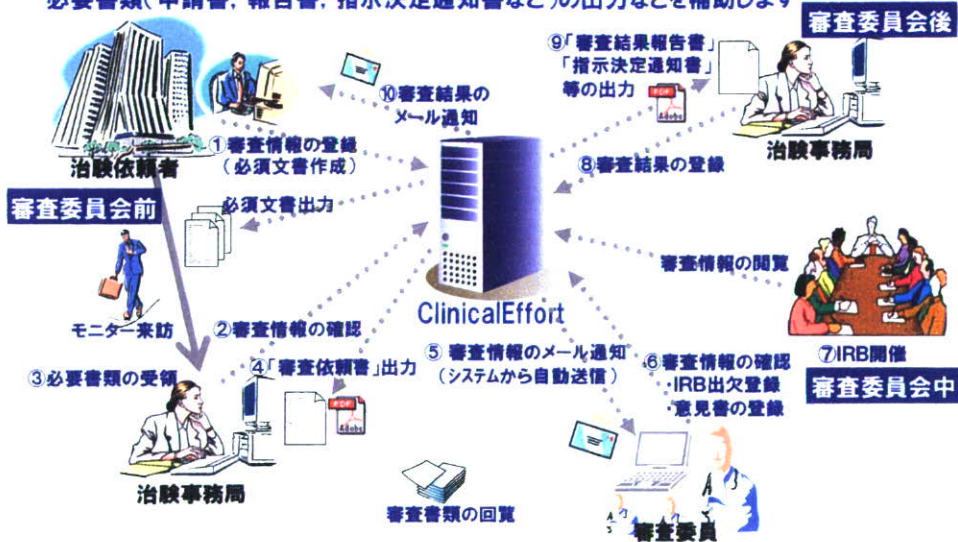 必要書類(申請書，報告書，指示決定通知書など)の出力などを補助します
審査委員会後
⑨「審査結果報告書」
「指示決定通知書」
等の出力
PDF
Adobe
⑩審査結果の
メール通知
①審査情報の登録
(必須文書作成)
治験依頼者
⑧審査結果の登録
治験事務局
審査委員会前
必須文書出力
審査情報の閲覧
モニター来訪
ClinicalEffort
②審査情報の確認
③必要書類の受領
④「審査依頼書」出力
PDF
Adobe
⑤ 審査情報のメール通知
(システムから自動送信)
⑥審査情報の確認
・IRB出欠登録
・意見書の登録
⑦IRB開催
審査委員会中
治験事務局
審査書類の回覧
審査委員